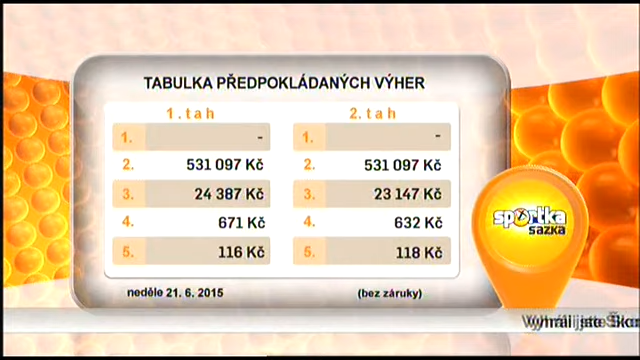 TABULKA PŘEDPOKLÁDANÝCH VÝHER
1. tah 2. tah
1. - 1. -
2. 531 097 Kč 2. 531 097 Kč
3. 24 387 Kč 3. 23 147 Kč
4. 671 Kč 4. 632 Kč
5. 116 Kč 5. 118 Kč
sportka
sazka
neděle 21. 6. 2015 (bez záruky)